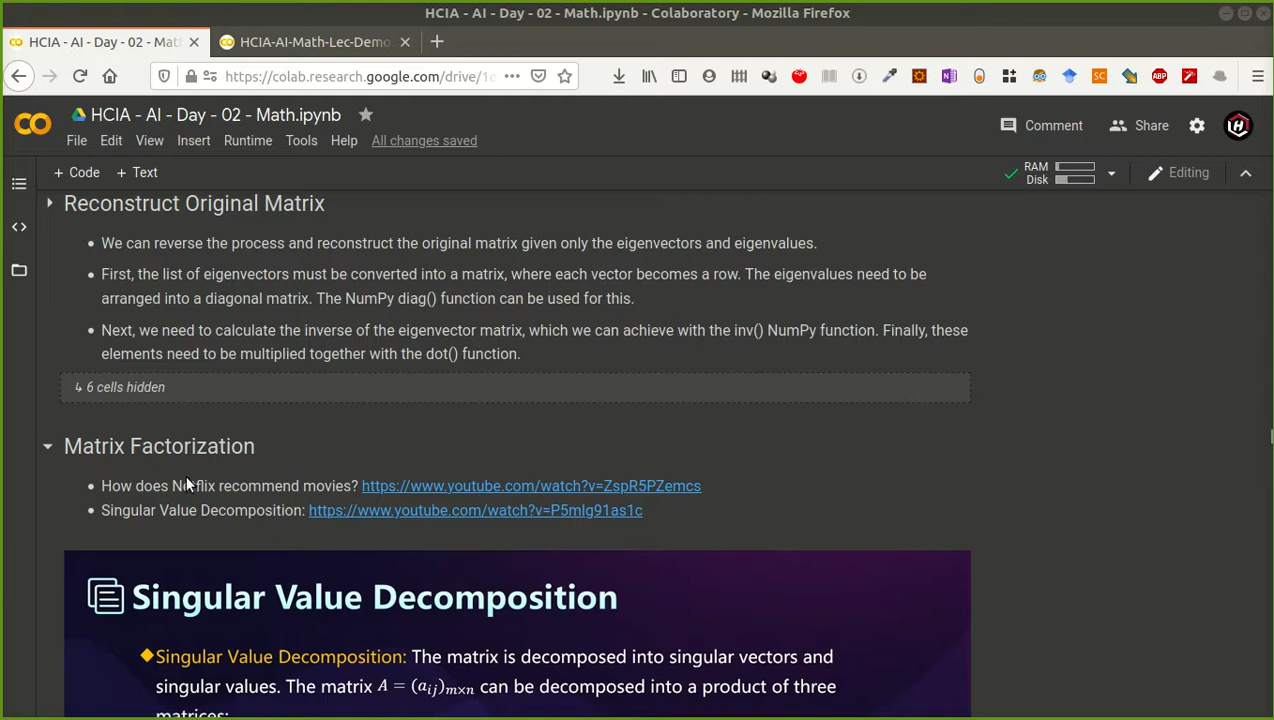 HCIA - AI - Day - 02 - Math.ipynb - Colaboratory - Mozilla Firefox
HCIA - AI - Day - 02 - Mat
HCIA-AI-Math-Lec-Demo
https://colab.research.google.com/drive/1
HCIA - AI - Day - 02 - Math.ipynb
Comment
Share
File Edit View Insert Runtime Tools Help All changes saved
+ Code + Text
RAM
Disk
Editing
Reconstruct Original Matrix
• We can reverse the process and reconstruct the original matrix given only the eigenvectors and eigenvalues.
• First, the list of eigenvectors must be converted into a matrix, where each vector becomes a row. The eigenvalues need to be
arranged into a diagonal matrix. The NumPy diag() function can be used for this.
• Next, we need to calculate the inverse of the eigenvector matrix, which we can achieve with the inv() NumPy function. Finally, these
elements need to be multiplied together with the dot() function.
↳ 6 cells hidden
Matrix Factorization
• How does Netflix recommend movies? https://www.youtube.com/watch?v=ZspR5PZemcs
• Singular Value Decomposition: https://www.youtube.com/watch?v=P5mlg91as1c
Singular Value Decomposition
◆Singular Value Decomposition: The matrix is decomposed into singular vectors and
singular values. The matrix A = (aij)m×n can be decomposed into a product of three
matrices: